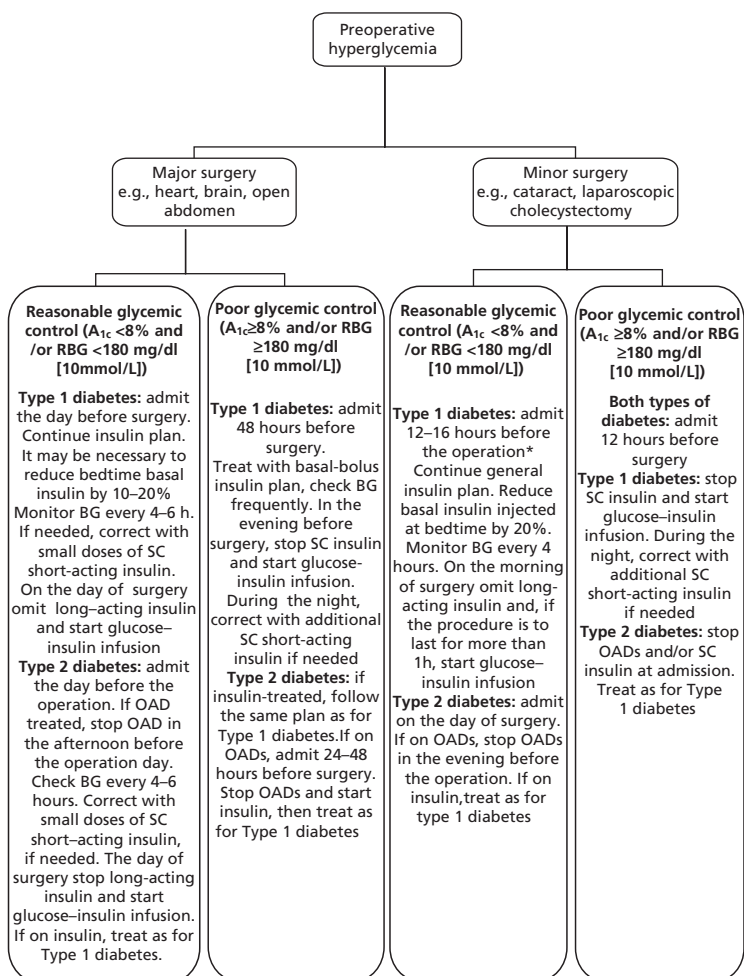 Preoperative
hyperglycemia
Major surgery
e.g., heart, brain, open
abdomen
Minor surgery
e.g., cataract, laparoscopic
cholecystectomy
Reasonable glycemic
control (A1c <8% and
/or RBG <180 mg/dl
[10mmol/L])
Type 1 diabetes: admit
the day before surgery.
Continue insulin plan.
It may be necessary to
reduce bedtime basal
insulin by 10–20%
Monitor BG every 4–6 h.
If needed, correct with
small doses of SC
short-acting insulin.
On the day of surgery
omit long–acting insulin
and start glucose–
insulin infusion
Type 2 diabetes: admit
the day before the
operation. If OAD
treated, stop OAD in
the afternoon before
the operation day.
Check BG every 4–6
hours. Correct with
small doses of SC
short–acting insulin,
if needed. The day of
surgery stop long-acting
insulin and start
glucose–insulin infusion.
If on insulin, treat as for
Type 1 diabetes.
Poor glycemic control
(A1c≥8% and/or RBG
≥180 mg/dl
[10 mmol/L)
Type 1 diabetes: admit
48 hours before
surgery.
Treat with basal-bolus
insulin plan, check BG
frequently. In the
evening before
surgery, stop SC insulin
and start glucose-
insulin infusion.
During the night,
correct with additional
SC short-acting
insulin if needed
Type 2 diabetes: if
insulin-treated, follow
the same plan as for
Type 1 diabetes.If on
OADs, admit 24–48
hours before surgery.
Stop OADs and start
insulin, then treat as
for Type 1 diabetes
Reasonable glycemic
control (A1c <8% and
/or RBG <180 mg/dl
[10 mmol/L])
Type 1 diabetes: admit
12–16 hours before
the operation*
Continue general
insulin plan. Reduce
basal insulin injected
at bedtime by 20%.
Monitor BG every 4
hours. On the morning
of surgery omit long-
acting insulin and, if
the procedure is to
last for more than
1h, start glucose–
insulin infusion
Type 2 diabetes: admit
on the day of surgery.
If on OADs, stop OADs
in the evening before
the operation. If on
insulin,treat as for
type 1 diabetes
Poor glycemic control
(A1c ≥8% and/or RBG
≥180 mg/dl
[10 mmol/L)
Both types of
diabetes: admit
12 hours before
surgery
Type 1 diabetes: stop
SC insulin and start
glucose–insulin
infusion. During the
night, correct with
additional SC
short-acting insulin
if needed
Type 2 diabetes: stop
OADs and/or SC
insulin at admission.
Treat as for Type
1 diabetes